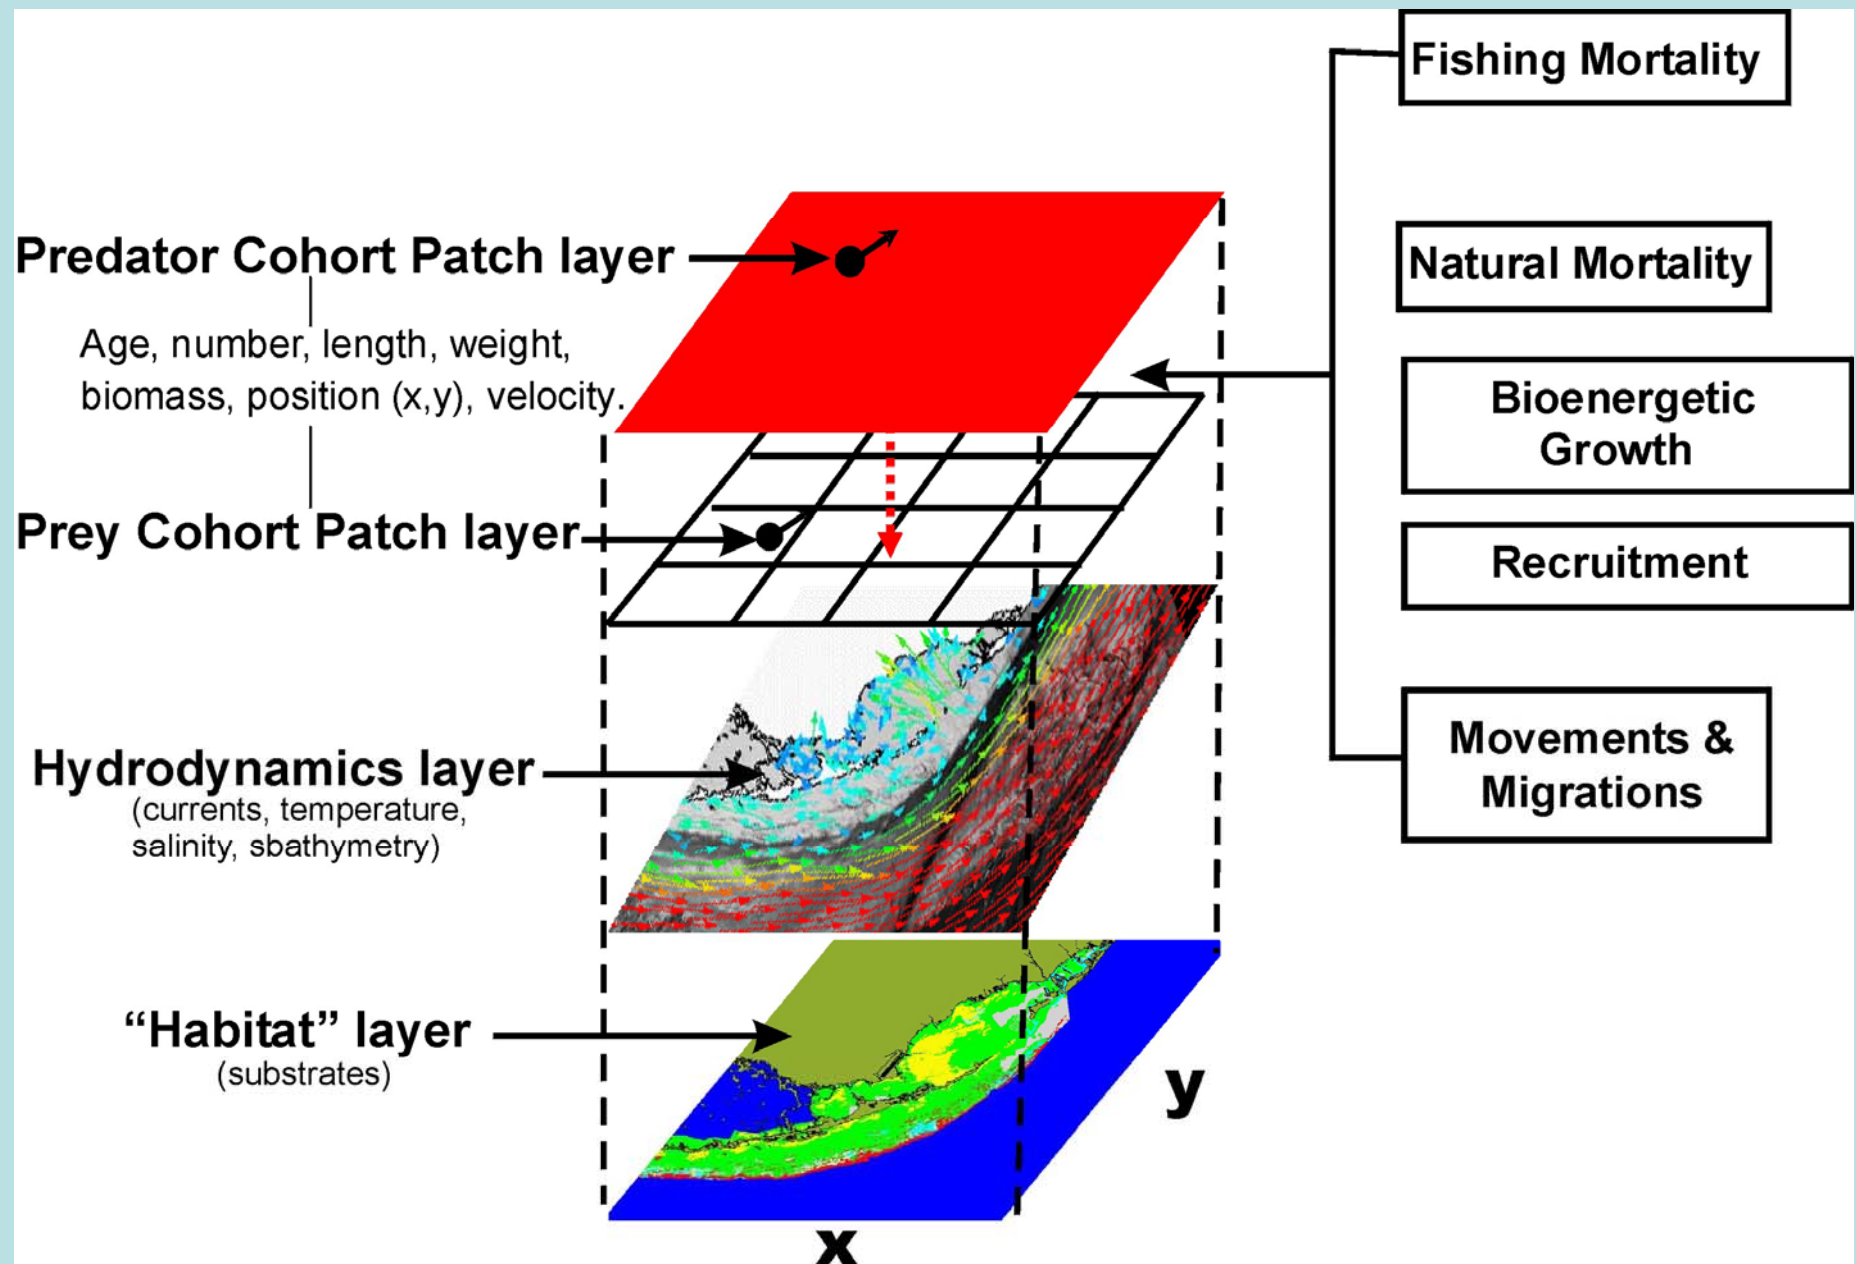 Fishing Mortality
Natural Mortality
Bioenergetic
Growth
Recruitment
Movements &
Migrations
Predator Cohort Patch layer
Age, number, length, weight,
biomass, position (x,y), velocity.
Prey Cohort Patch layer
Hydrodynamics layer
(currents, temperature,
salinity, sbathymetry)
“Habitat” layer
(substrates)
y
x